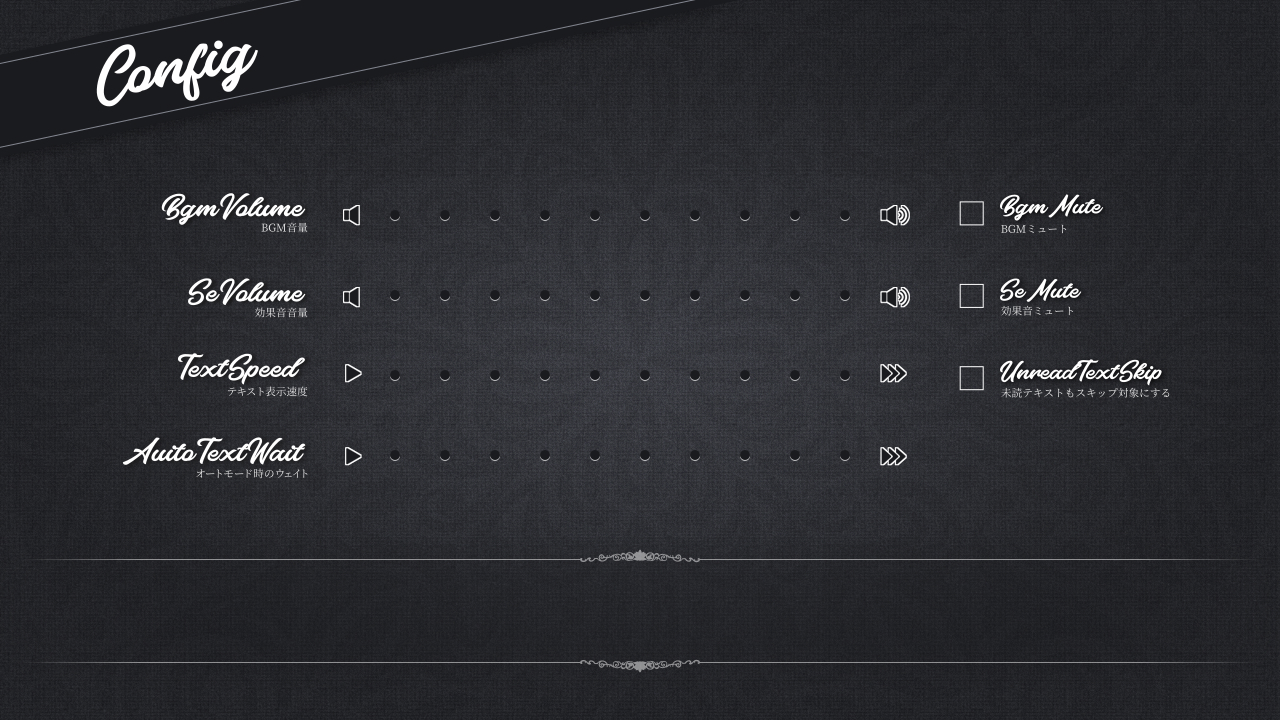 Config
BgmVolume
BGM音量
Bgm Mute
BGMミュート
SeVolume
効果音音量
Se Mute
効果音ミュート
TextSpeed
テキスト表示速度
UnreadTextSkip
未読テキストもスキップ対象にする
AuitoTextWait
オートモード時のウェイト